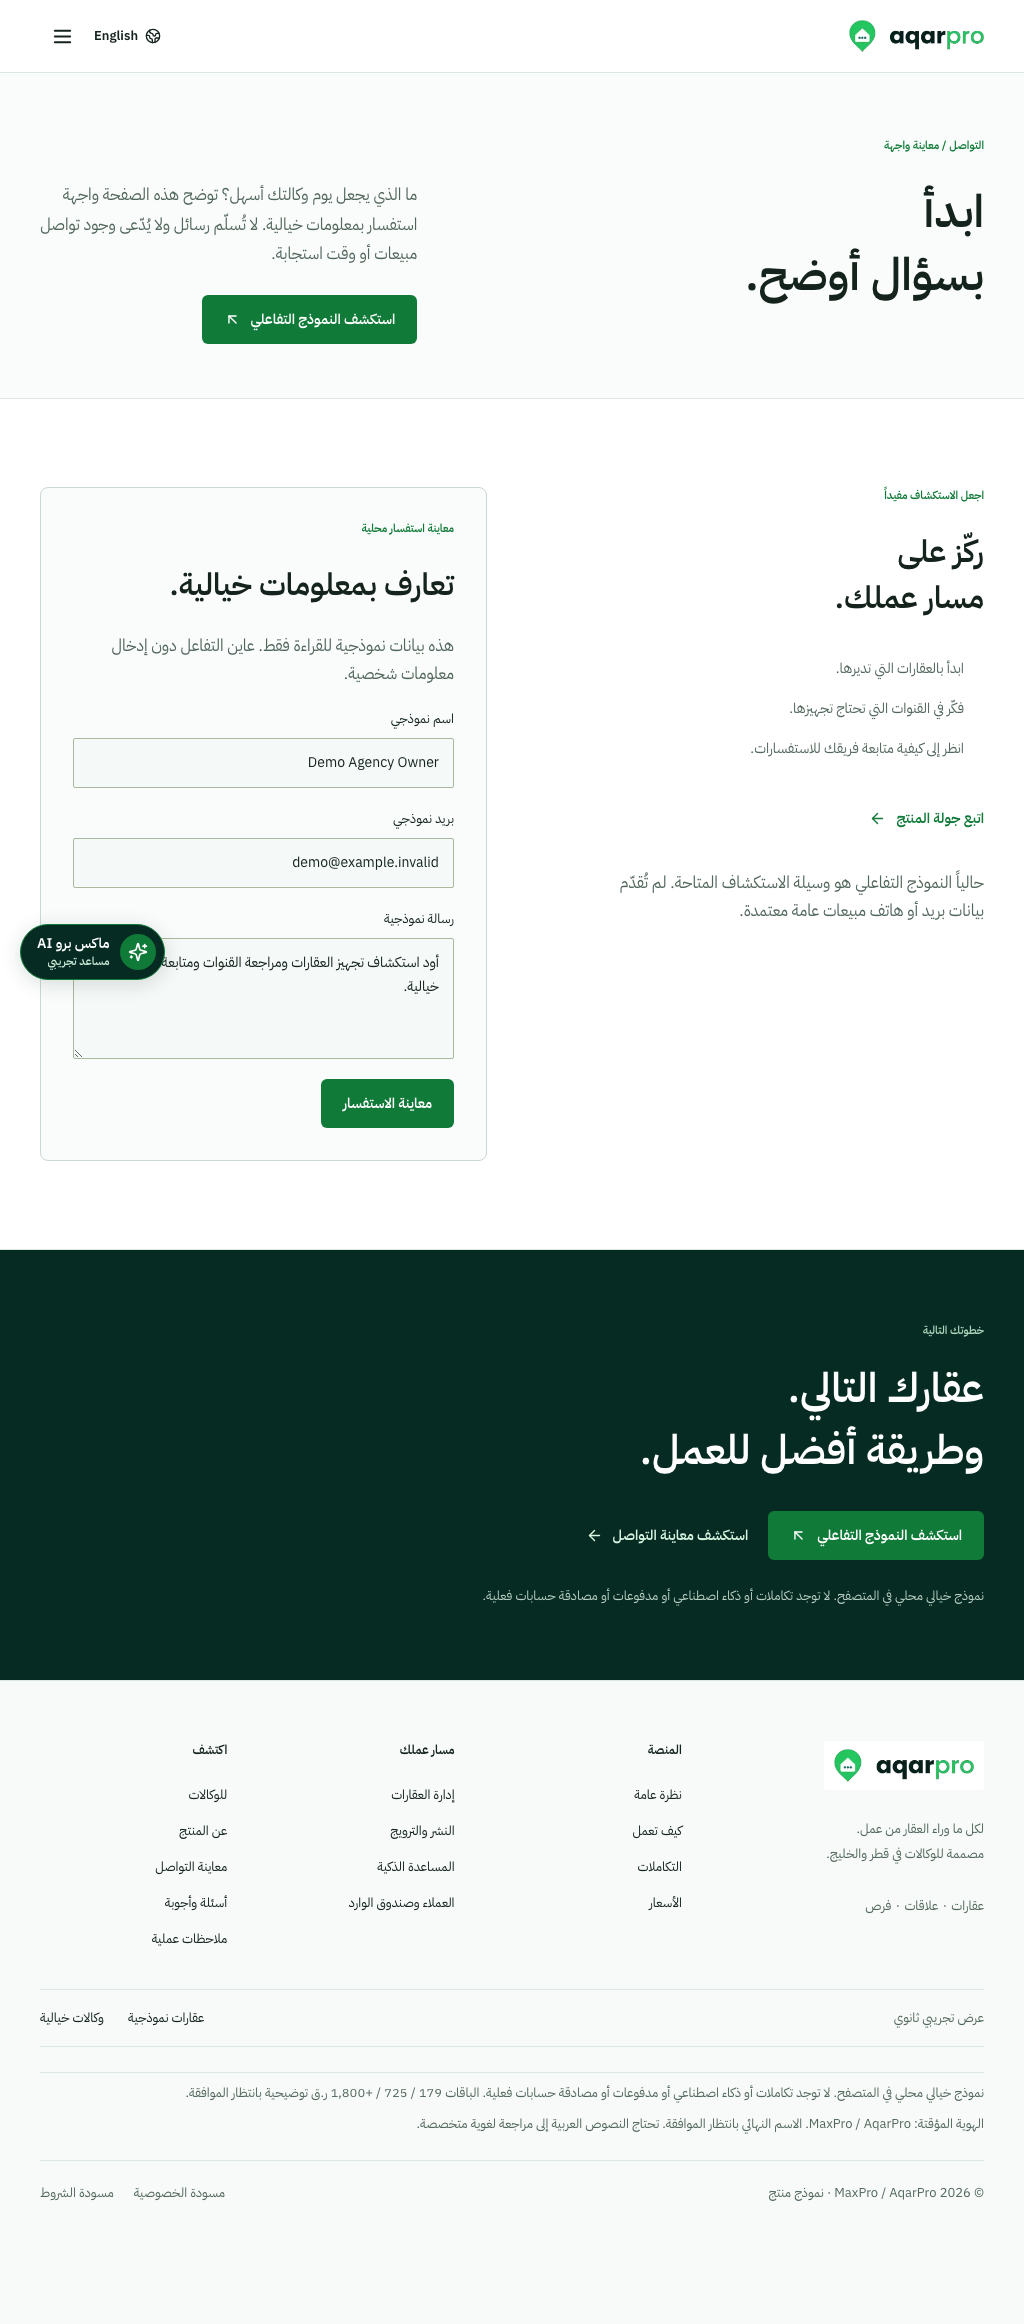 aqarpro
English
التواصل / معاينة واجهة
ابدأ
بسؤال أوضح.
ما الذي يجعل يوم وكالتك أسهل؟ توضح هذه الصفحة واجهة
استفسار بمعلومات خيالية. لا تُسلّم رسائل ولا يُدّعى وجود تواصل
مبيعات أو وقت استجابة.
استكشف النموذج التفاعلي
اجعل الاستكشاف مفيداً
ركّز على
مسار عملك.
ابدأ بالعقارات التي تديرها.
فكّر في القنوات التي تحتاج تجهيزها.
انظر إلى كيفية متابعة فريقك للاستفسارات.
اتبع جولة المنتج
حالياً النموذج التفاعلي هو وسيلة الاستكشاف المتاحة. لم تُقدّم
بيانات بريد أو هاتف مبيعات عامة معتمدة.
معاينة استفسار محلية
تعارف بمعلومات خيالية.
هذه بيانات نموذجية للقراءة فقط. عاين التفاعل دون إدخال
معلومات شخصية.
اسم نموذجي
Demo Agency Owner
بريد نموذجي
demo@example.invalid
رسالة نموذجية
أود استكشاف تجهيز العقارات ومراجعة القنوات ومتابعة
خيالية.
معاينة الاستفسار
ماكس برو AI
مساعد تجريبي
خطوتك التالية
عقارك التالي.
وطريقة أفضل للعمل.
استكشف النموذج التفاعلي
استكشف معاينة التواصل
نموذج خيالي محلي في المتصفح. لا توجد تكاملات أو ذكاء اصطناعي أو مدفوعات أو مصادقة حسابات فعلية.
aqarpro
لكل ما وراء العقار من عمل.
مصممة للوكالات في قطر والخليج.
عقارات · علاقات · فرص
المنصة
نظرة عامة
كيف تعمل
التكاملات
الأسعار
مسار عملك
إدارة العقارات
النشر والترويج
المساعدة الذكية
العملاء وصندوق الوارد
اكتشف
للوكالات
عن المنتج
معاينة التواصل
أسئلة وأجوبة
ملاحظات عملية
عرض تجريبي ثانوي
عقارات نموذجية
وكالات خيالية
نموذج خيالي محلي في المتصفح. لا توجد تكاملات أو ذكاء اصطناعي أو مدفوعات أو مصادقة حسابات فعلية. الباقات 179 / 725 / +1,800 ر.ق توضيحية بانتظار الموافقة.
الهوية المؤقتة: MaxPro / AqarPro. الاسم النهائي بانتظار الموافقة. تحتاج النصوص العربية إلى مراجعة لغوية متخصصة.
© 2026 MaxPro / AqarPro · نموذج منتج
مسودة الخصوصية
مسودة الشروط